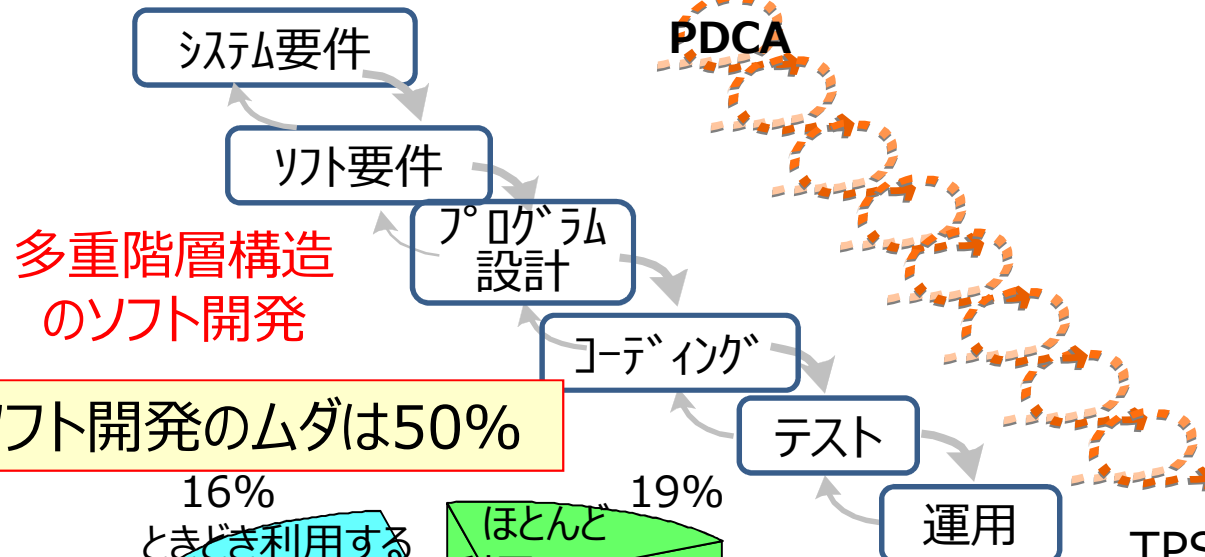 システム要件
PDCA
ソフト要件
プログラム
設計
多重階層構造
のソフト開発
コーディング
フト開発のムダは50%
テスト
16%
19%
ときどき利用する
ほとんど
運用
TPS